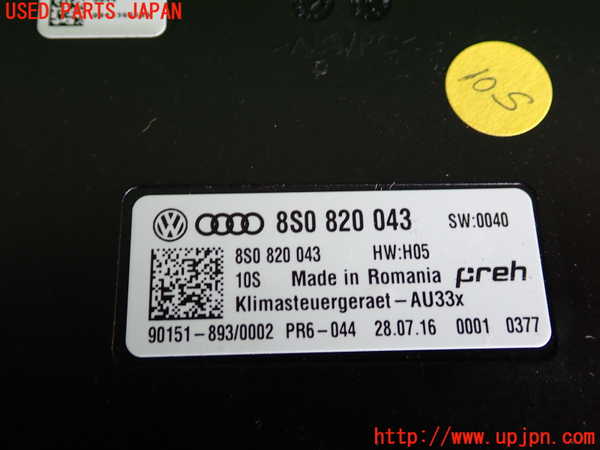 USED PARTS JAPAN
10S
8S0 820 043 SW:0040
8S0 820 043 HW:H05
10S Made in Romania preh
Klimasteuergeraet-AU33x
90151-893/0002 PR6-044 28.07.16 0001 0377
http://www.upjpn.com/